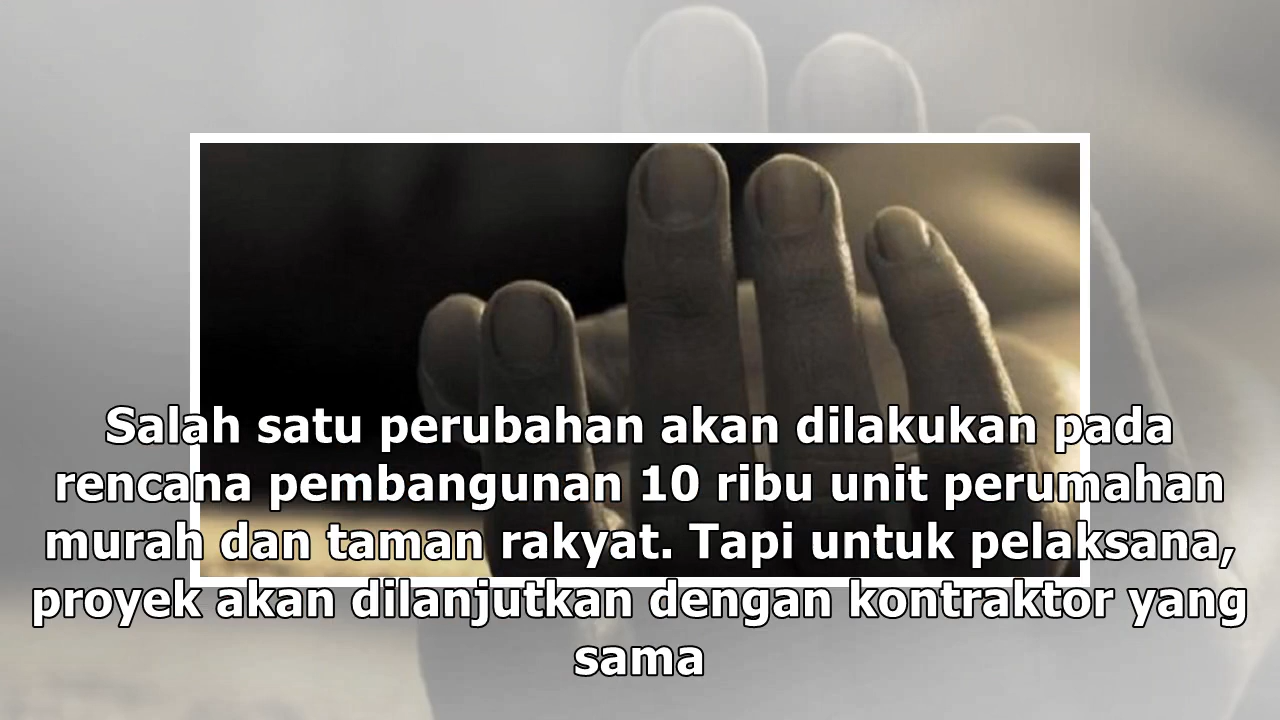 Salah satu perubahan akan dilakukan pada
rencana pembangunan 10 ribu unit perumahan
murah dan taman rakyat. Tapi untuk pelaksana,
proyek akan dilanjutkan dengan kontraktor yang
sama